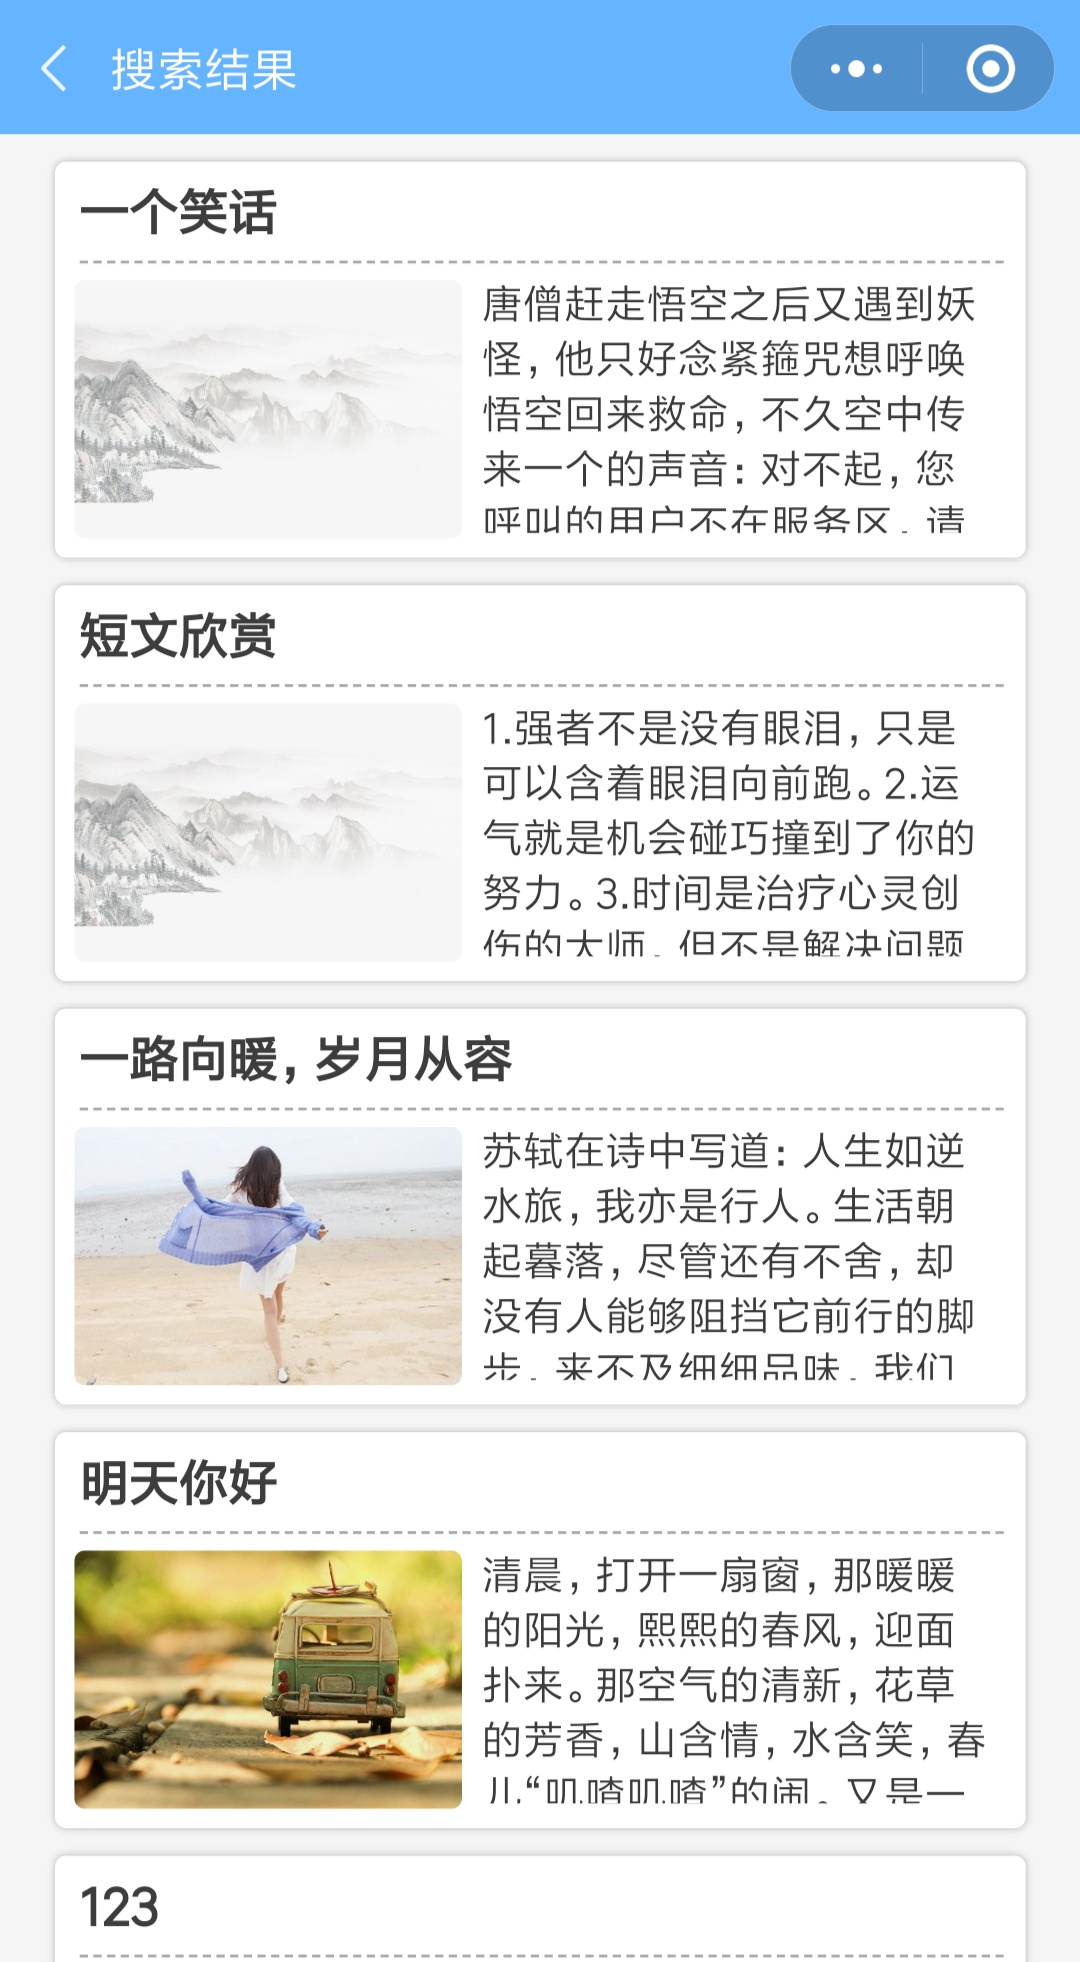 搜索结果
一个笑话
唐僧赶走悟空之后又遇到妖
怪，他只好念紧箍咒想呼唤
悟空回来救命，不久空中传
来一个的声音：对不起，您
呼叫的用户不在服务区，请
短文欣赏
1.强者不是没有眼泪，只是
可以含着眼泪向前跑。2.运
气就是机会碰巧撞到了你的
努力。3.时间是治疗心灵创
伤的大师，但不是解决问题
一路向暖，岁月从容
苏轼在诗中写道：人生如逆
水旅，我亦是行人。生活朝
起暮落，尽管还有不舍，却
没有人能够阻挡它前行的脚
步，来不及细细品味，我们
明天你好
清晨，打开一扇窗，那暖暖
的阳光，熙熙的春风，迎面
扑来。那空气的清新，花草
的芳香，山含情，水含笑，春
儿“叽喳叽喳”的闹。又是一
123